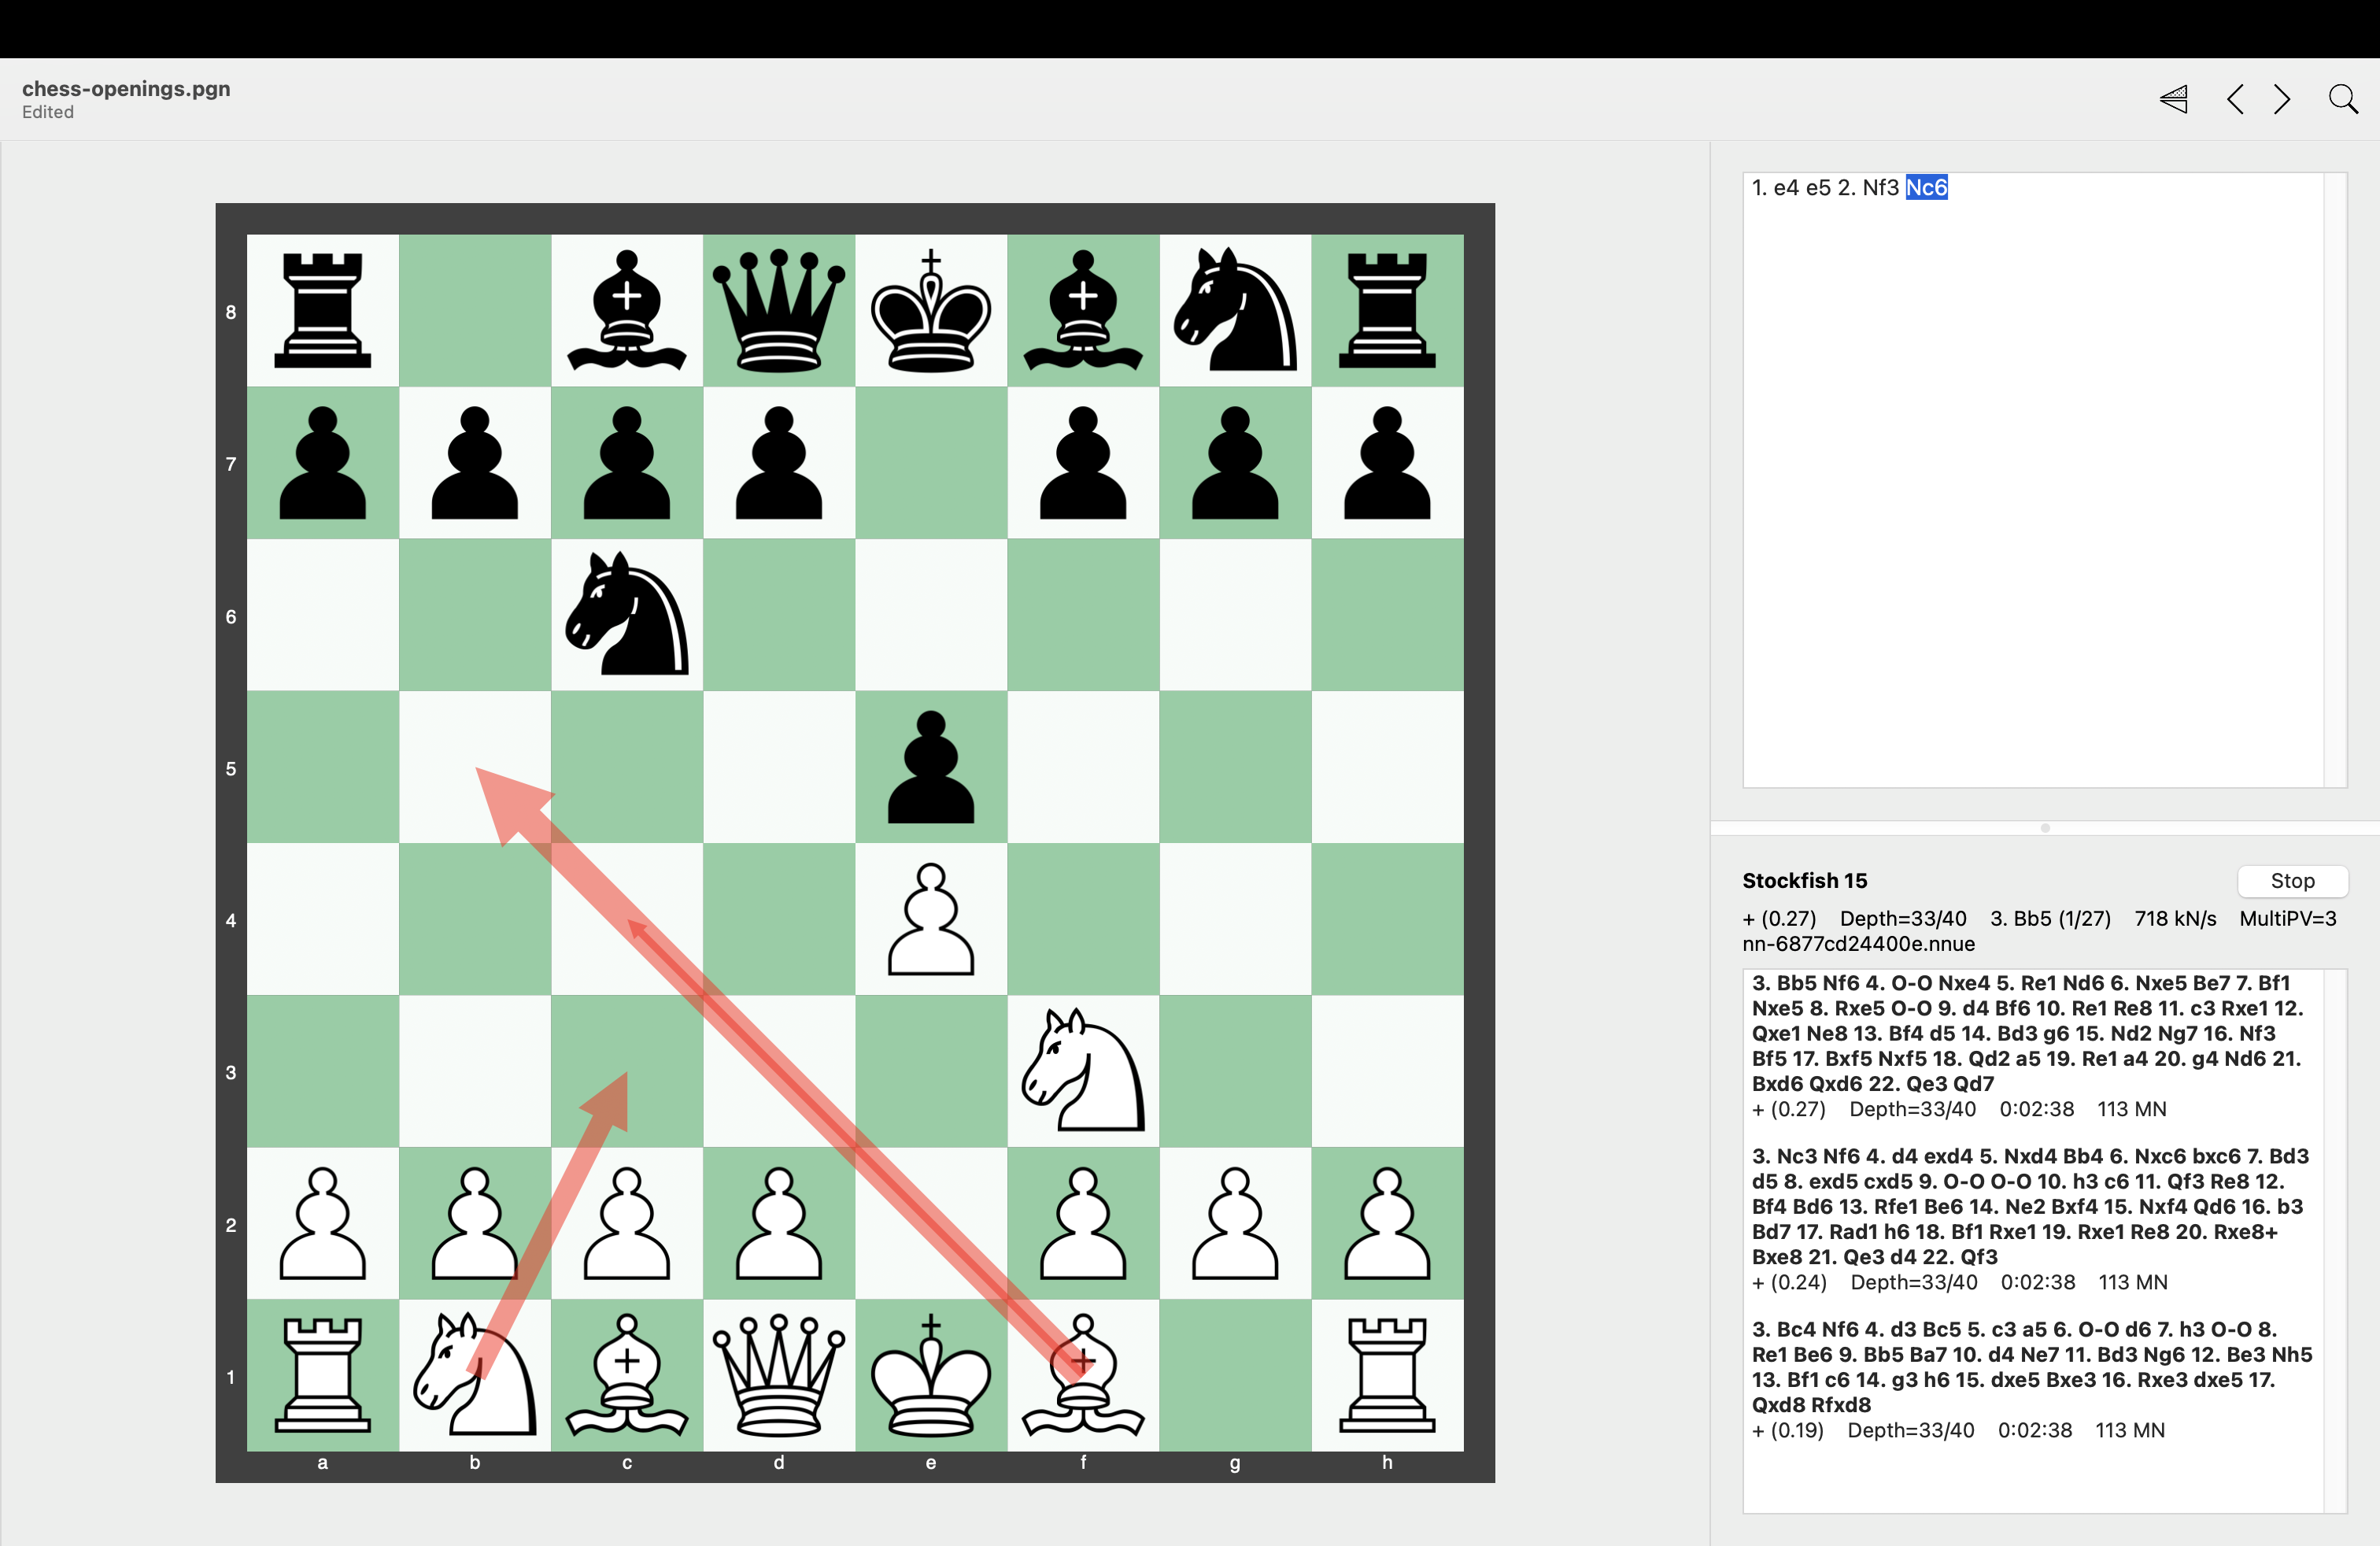 chess-openings.pgn
Edited
1. e4 e5 2. Nf3 Nc6
8
7
6
5
4
3
2
1
a b c d e f g h
Stockfish 15
Stop
+ (0.27) Depth=33/40 3. Bb5 (1/27) 718 kN/s MultiPV=3
nn-6877cd24400e.nnue
3. Bb5 Nf6 4. O-O Nxe4 5. Re1 Nd6 6. Nxe5 Be7 7. Bf1
Nxe5 8. Rxe5 O-O 9. d4 Bf6 10. Re1 Re8 11. c3 Rxe1 12.
Qxe1 Ne8 13. Bf4 d5 14. Bd3 g6 15. Nd2 Ng7 16. Nf3
Bf5 17. Bxf5 Nxf5 18. Qd2 a5 19. Re1 a4 20. g4 Nd6 21.
Bxd6 Qxd6 22. Qe3 Qd7
+ (0.27) Depth=33/40 0:02:38 113 MN
3. Nc3 Nf6 4. d4 exd4 5. Nxd4 Bb4 6. Nxc6 bxc6 7. Bd3
d5 8. exd5 cxd5 9. O-O O-O 10. h3 c6 11. Qf3 Re8 12.
Bf4 Bd6 13. Rfe1 Be6 14. Ne2 Bxf4 15. Nxf4 Qd6 16. b3
Bd7 17. Rad1 h6 18. Bf1 Rxe1 19. Rxe1 Re8 20. Rxe8+
Bxe8 21. Qe3 d4 22. Qf3
+ (0.24) Depth=33/40 0:02:38 113 MN
3. Bc4 Nf6 4. d3 Bc5 5. c3 a5 6. O-O d6 7. h3 O-O 8.
Re1 Be6 9. Bb5 Ba7 10. d4 Ne7 11. Bd3 Ng6 12. Be3 Nh5
13. Bf1 c6 14. g3 h6 15. dxe5 Bxe3 16. Rxe3 dxe5 17.
Qxd8 Rfxd8
+ (0.19) Depth=33/40 0:02:38 113 MN